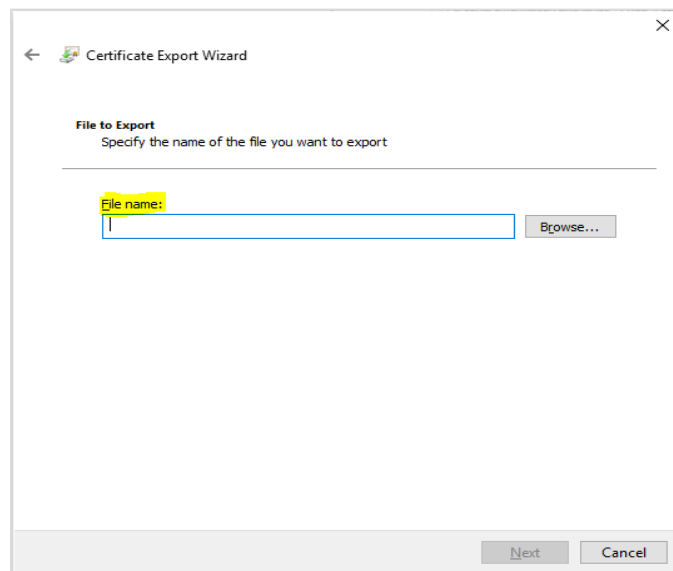 Certificate Export Wizard
File to Export
Specify the name of the file you want to export
File name:
Browse...
Next Cancel